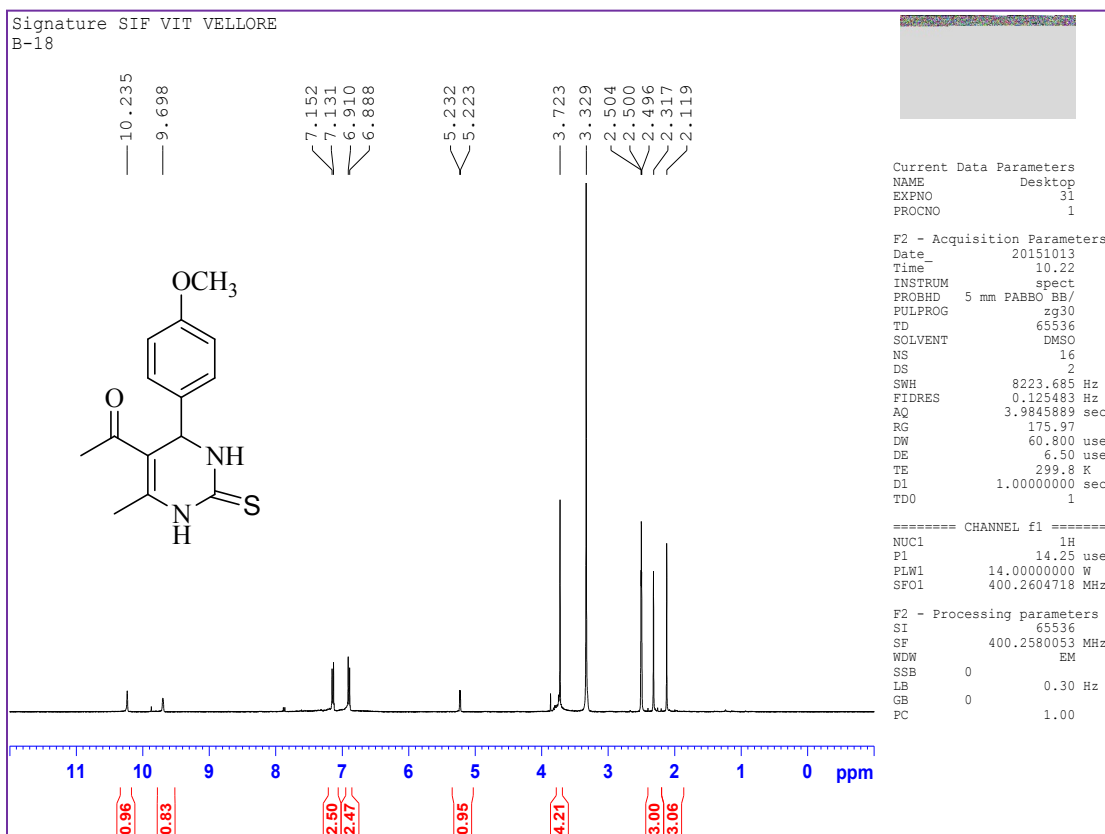 Signature SIF VIT VELLORE
B-18
10.235
9.698
7.152
7.131
6.910
6.888
5.232
5.223
3.723
3.329
2.504
2.500
2.496
2.317
2.119
OCH3
O
NH
S
N
H
11 10 9 8 7 6 5 4 3 2 1 0 ppm
0.96
0.83
2.50
2.47
0.95
4.21
3.00
3.06
Current Data Parameters
NAME Desktop
EXPNO 31
PROCNO 1
F2 - Acquisition Parameters
Date_ 20151013
Time 10.22
INSTRUM spect
PROBHD 5 mm PABBO BB/
PULPROG zg30
TD 65536
SOLVENT DMSO
NS 16
DS 2
SWH 8223.685 Hz
FIDRES 0.125483 Hz
AQ 3.9845889 sec
RG 175.97
DW 60.800 use
DE 6.50 use
TE 299.8 K
D1 1.00000000 sec
TD0 1
======== CHANNEL f1 =======
NUC1 1H
P1 14.25 use
PLW1 14.00000000 W
SFO1 400.2604718 MHz
F2 - Processing parameters
SI 65536
SF 400.2580053 MHz
WDW EM
SSB 0
LB 0.30 Hz
GB 0
PC 1.00